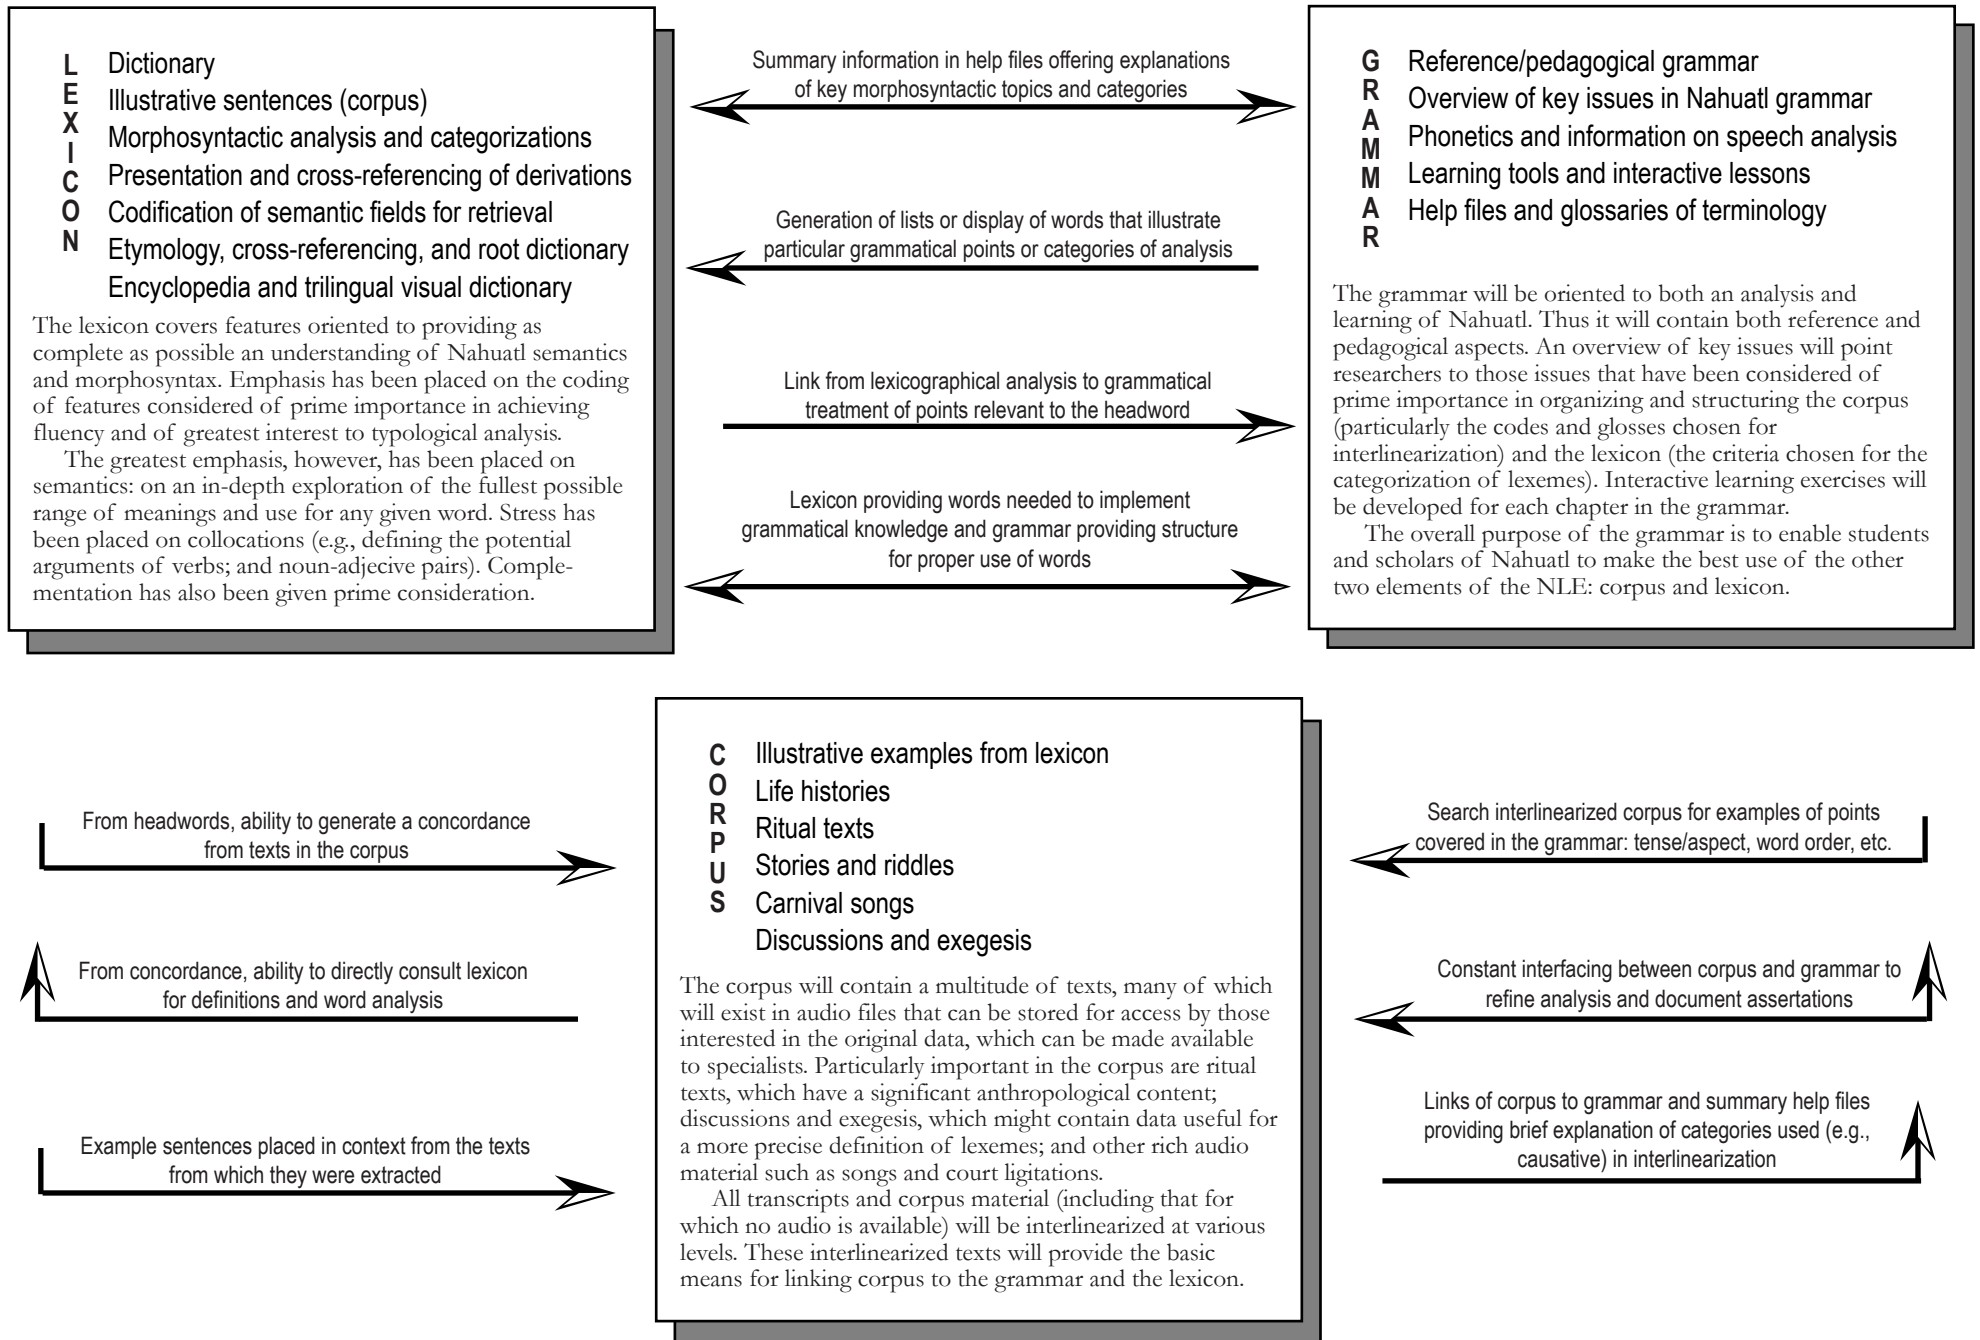 LEXICON
Dictionary
Illustrative sentences (corpus)
Morphosyntactic analysis and categorizations
Presentation and cross-referencing of derivations
Codification of semantic fields for retrieval
Etymology, cross-referencing, and root dictionary
Encyclopedia and trilingual visual dictionary
The lexicon covers features oriented to providing as
complete as possible an understanding of Nahuatl semantics
and morphosyntax. Emphasis has been placed on the coding
of features considered of prime importance in achieving
fluency and of greatest interest to typological analysis.
The greatest emphasis, however, has been placed on
semantics: on an in-depth exploration of the fullest possible
range of meanings and use for any given word. Stress has
been placed on collocations (e.g., defining the potential
arguments of verbs; and noun-adjecive pairs). Comple-
mentation has also been given prime consideration.
Summary information in help files offering explanations
of key morphosyntactic topics and categories
Generation of lists or display of words that illustrate
particular grammatical points or categories of analysis
Link from lexicographical analysis to grammatical
treatment of points relevant to the headword
Lexicon providing words needed to implement
grammatical knowledge and grammar providing structure
for proper use of words
GRAMMAR
Reference/pedagogical grammar
Overview of key issues in Nahuatl grammar
Phonetics and information on speech analysis
Learning tools and interactive lessons
Help files and glossaries of terminology
The grammar will be oriented to both an analysis and
learning of Nahuatl. Thus it will contain both reference and
pedagogical aspects. An overview of key issues will point
researchers to those issues that have been considered of
prime importance in organizing and structuring the corpus
(particularly the codes and glosses chosen for
interlinearization) and the lexicon (the criteria chosen for the
categorization of lexemes). Interactive learning exercises will
be developed for each chapter in the grammar.
The overall purpose of the grammar is to enable students
and scholars of Nahuatl to make the best use of the other
two elements of the NLE: corpus and lexicon.
From headwords, ability to generate a concordance
from texts in the corpus
From concordance, ability to directly consult lexicon
for definitions and word analysis
Example sentences placed in context from the texts
from which they were extracted
CORPUS
Illustrative examples from lexicon
Life histories
Ritual texts
Stories and riddles
Carnival songs
Discussions and exegesis
The corpus will contain a multitude of texts, many of which
will exist in audio files that can be stored for access by those
interested in the original data, which can be made available
to specialists. Particularly important in the corpus are ritual
texts, which have a significant anthropological content;
discussions and exegesis, which might contain data useful for
a more precise definition of lexemes; and other rich audio
material such as songs and court ligitations.
All transcripts and corpus material (including that for
which no audio is available) will be interlinearized at various
levels. These interlinearized texts will provide the basic
means for linking corpus to the grammar and the lexicon.
Search interlinearized corpus for examples of points
covered in the grammar: tense/aspect, word order, etc.
Constant interfacing between corpus and grammar to
refine analysis and document assertations
Links of corpus to grammar and summary help files
providing brief explanation of categories used (e.g.,
causative) in interlinearization